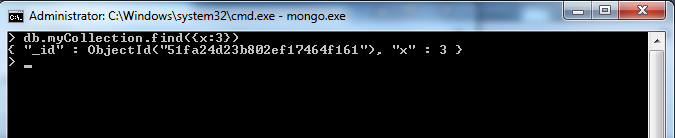 Administrator: C:\Windows\system32\cmd.exe - mongo.exe
> db.myCollection.find({x:3})
{ "_id" : ObjectId("51fa24d23b802ef17464f161"), "x" : 3 }
> _